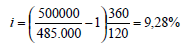 i = (500000/485.000 − 1) 360/120 = 9,28%